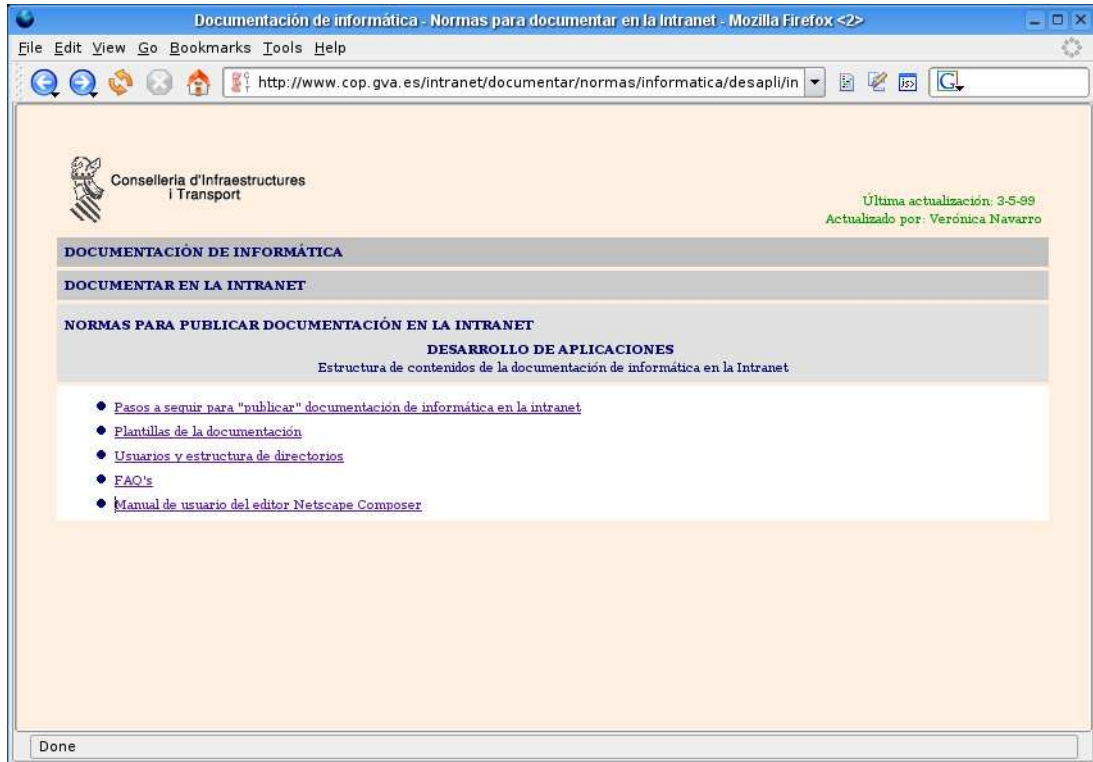 Documentación de informática - Normas para documentar en la Intranet - Mozilla Firefox <2>
File Edit View Go Bookmarks Tools Help
http://www.cop.gva.es/intranet/documentar/normas/informatica/desapli/in
Conselleria d'Infraestructures
i Transport
Última actualización: 3-5-99
Actualizado por: Verónica Navarro
DOCUMENTACIÓN DE INFORMÁTICA
DOCUMENTAR EN LA INTRANET
NORMAS PARA PUBLICAR DOCUMENTACIÓN EN LA INTRANET
DESARROLLO DE APLICACIONES
Estructura de contenidos de la documentación de informática en la Intranet
Pasos a seguir para "publicar" documentación de informática en la intranet
Plantillas de la documentación
Usuarios y estructura de directorios
FAQ's
Manual de usuario del editor Netscape Composer
Done